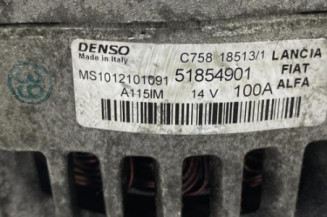 DENSO
Made in Italy
C758 18513/1
LANCIA
FIAT
ALFA
MS1012101091 51854901
A115IM 14 V 100A